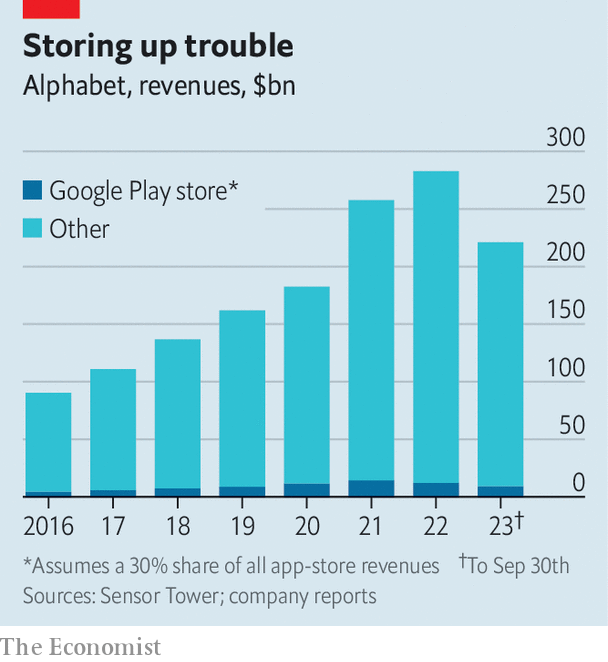 Storing up trouble
Alphabet, revenues, $bn
300
Google Play store*
250
Other
200
150
100
50
0
2016 17 18 19 20 21 22 23†
*Assumes a 30% share of all app-store revenues †To Sep 30th
Sources: Sensor Tower; company reports
The Economist